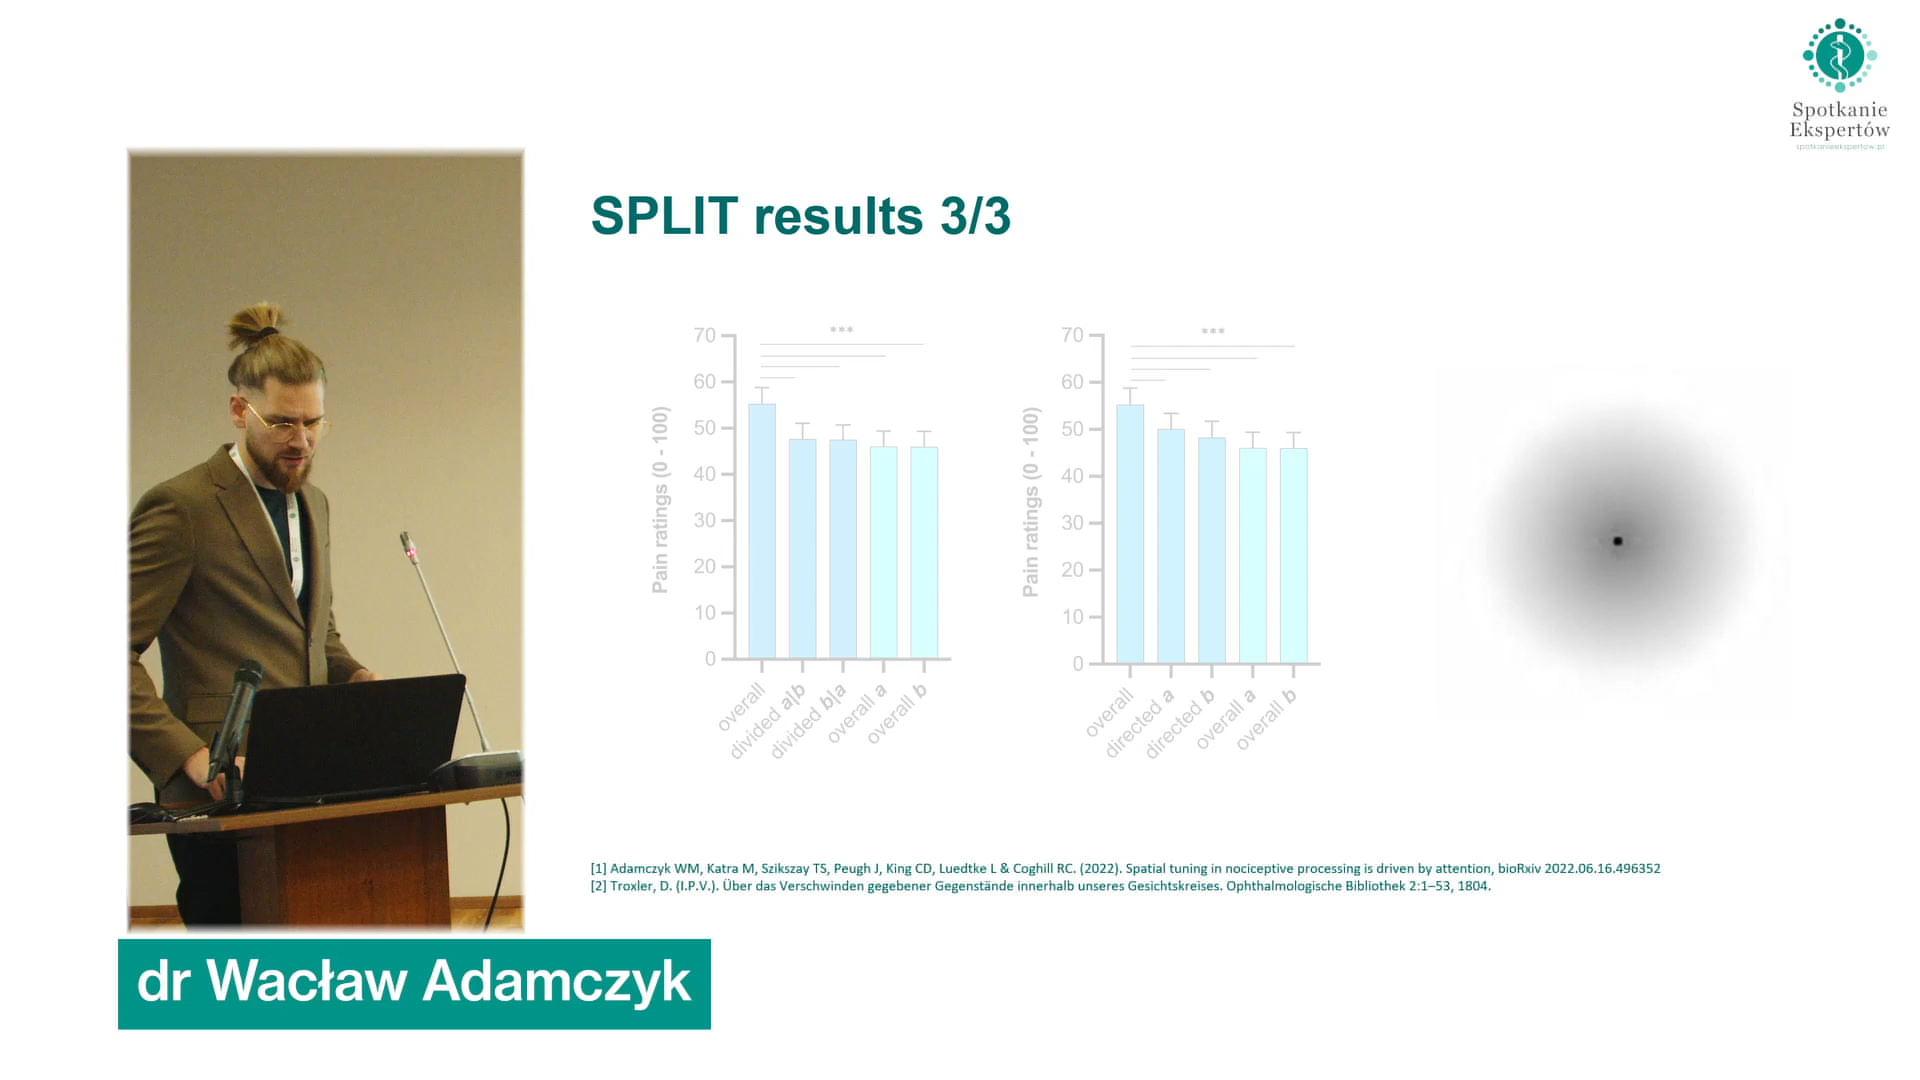 Spotkanie
Ekspertów
spotkanieekspertow.pl
SPLIT results 3/3
***
70
60
50
40
30
20
10
0
Pain ratings (0 - 100)
overall
divided a|b
divided b|a
overall a
overall b
***
70
60
50
40
30
20
10
0
Pain ratings (0 - 100)
overall
directed a
directed b
overall a
overall b
[1] Adamczyk WM, Katra M, Szikszay TS, Peugh J, King CD, Luedtke L & Coghill RC. (2022). Spatial tuning in nociceptive processing is driven by attention, bioRxiv 2022.06.16.496352
[2] Troxler, D. (I.P.V.). Über das Verschwinden gegebener Gegenstände innerhalb unseres Gesichtskreises. Ophthalmologische Bibliothek 2:1–53, 1804.
dr Wacław Adamczyk